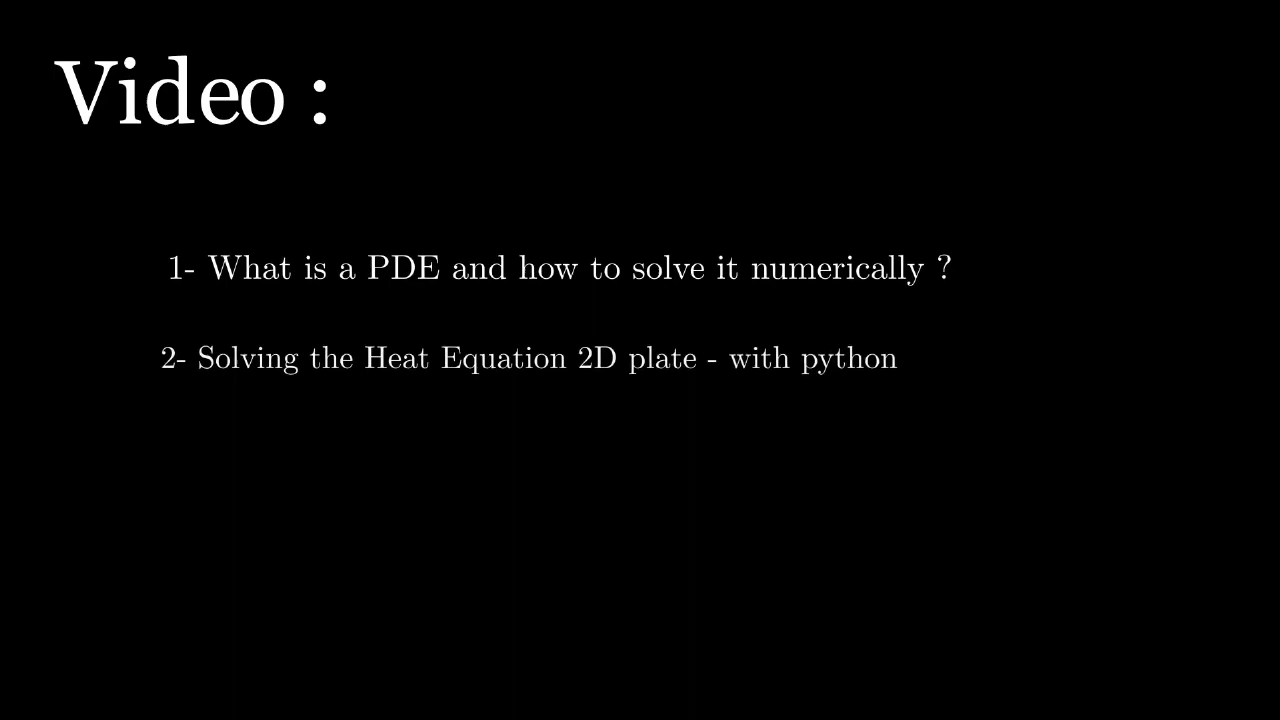 Video :
1- What is a PDE and how to solve it numerically ?
2- Solving the Heat Equation 2D plate - with python